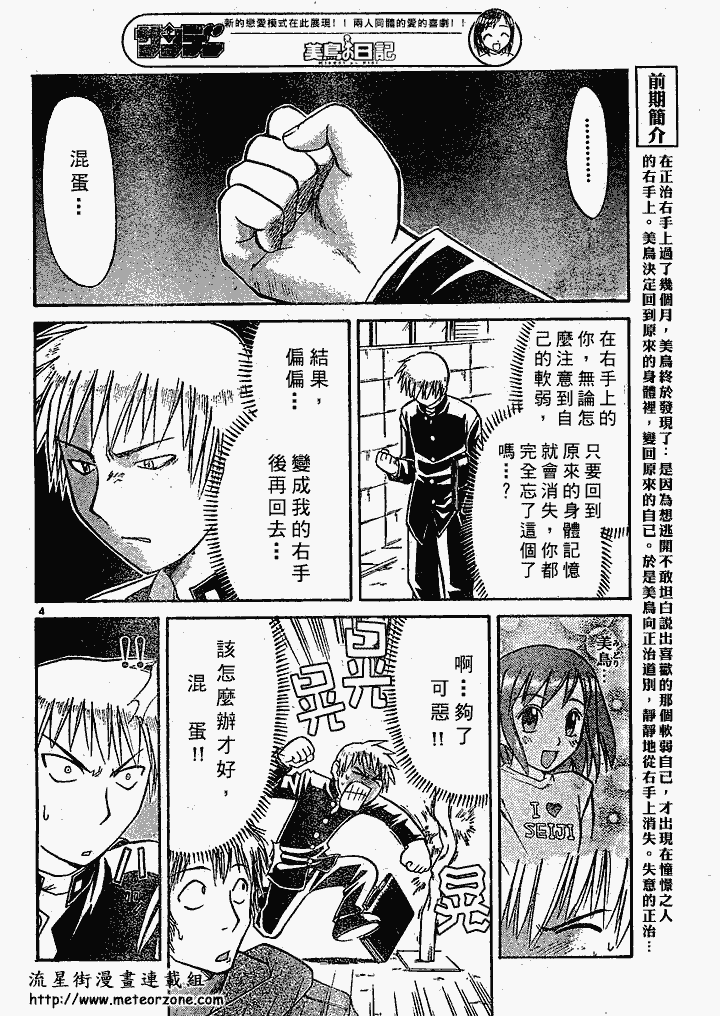 新的戀愛模式在此展現！！兩人同體的愛的喜劇！！
美鳥の日記
前期簡介
在正治右手上過了幾個月，美鳥終於發現了…是因為想逃開不敢坦白說出喜歡的那個軟弱自己，才出現在憧憬之人
的右手上。美鳥決定回到原來的身體裡，變回原來的自己。於是美鳥向正治道別，靜靜地從右手上消失。失意的正治…
…………
混蛋…
在右手上的
你，無論怎
麼注意到自
己的軟弱，
只要回到
原來的身體記憶
就會消失，你都
完全忘了這個了
嗎…？
結果，
偏偏…
變成我的右手
後再回去…
4
美鳥…
みどり
I ♥
SEIJI
啊…夠了
可惡！！
晃
晃
晃
該怎麼辦才好，
混蛋！！
！！
流星街漫畫連載組
http://www.meteorzone.com/